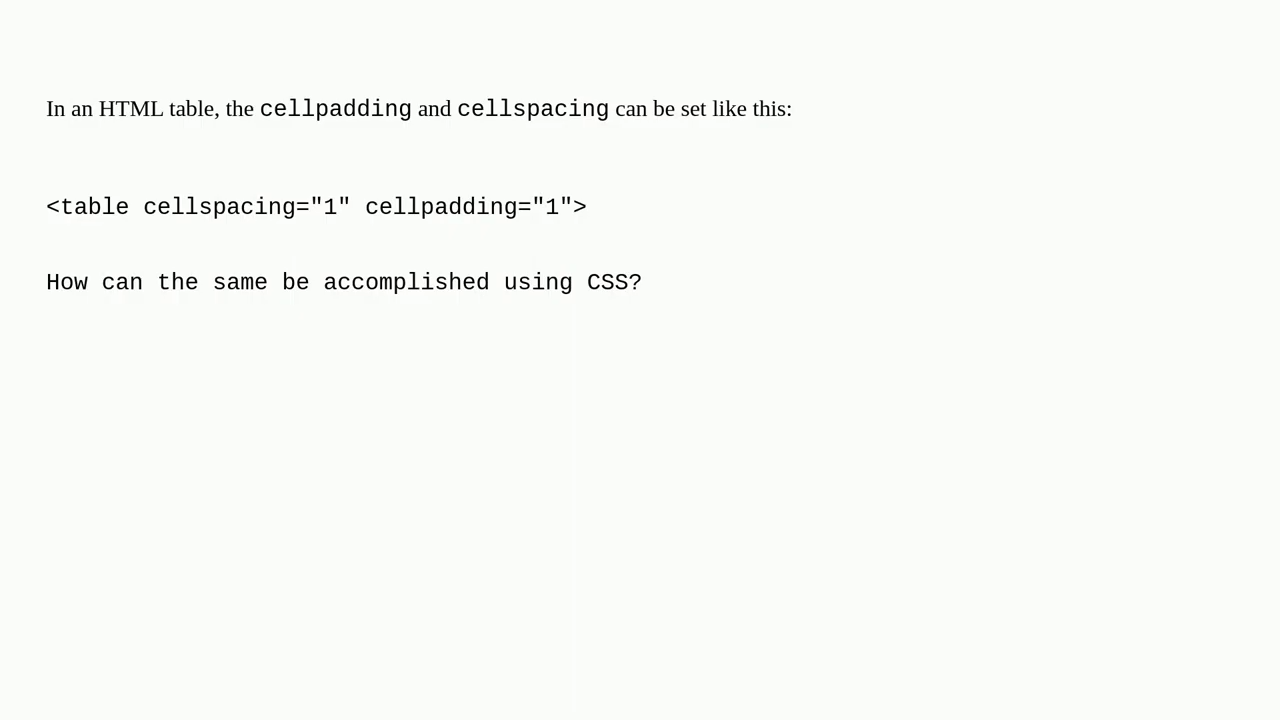 In an HTML table, the cellpadding and cellspacing can be set like this:
<table cellspacing="1" cellpadding="1">
How can the same be accomplished using CSS?